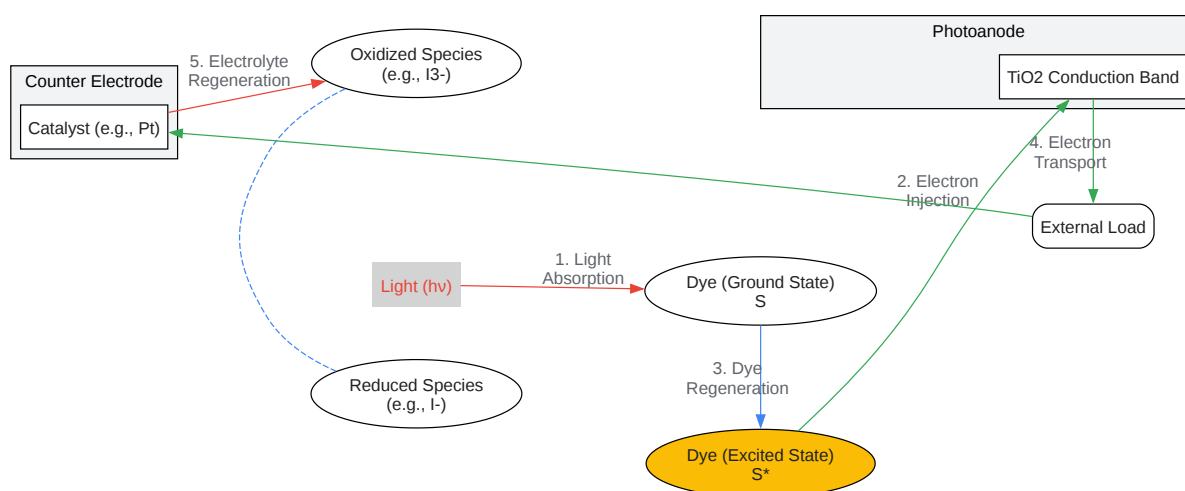 Photoanode
Oxidized Species
(e.g., I3-)
5. Electrolyte
Regeneration
Counter Electrode
Catalyst (e.g., Pt)
TiO2 Conduction Band
4. Electron
Transport
2. Electron
Injection
External Load
1. Light
Absorption
Light (hν)
Dye (Ground State)
S
3. Dye
Regeneration
Reduced Species
(e.g., I-)
Dye (Excited State)
S*